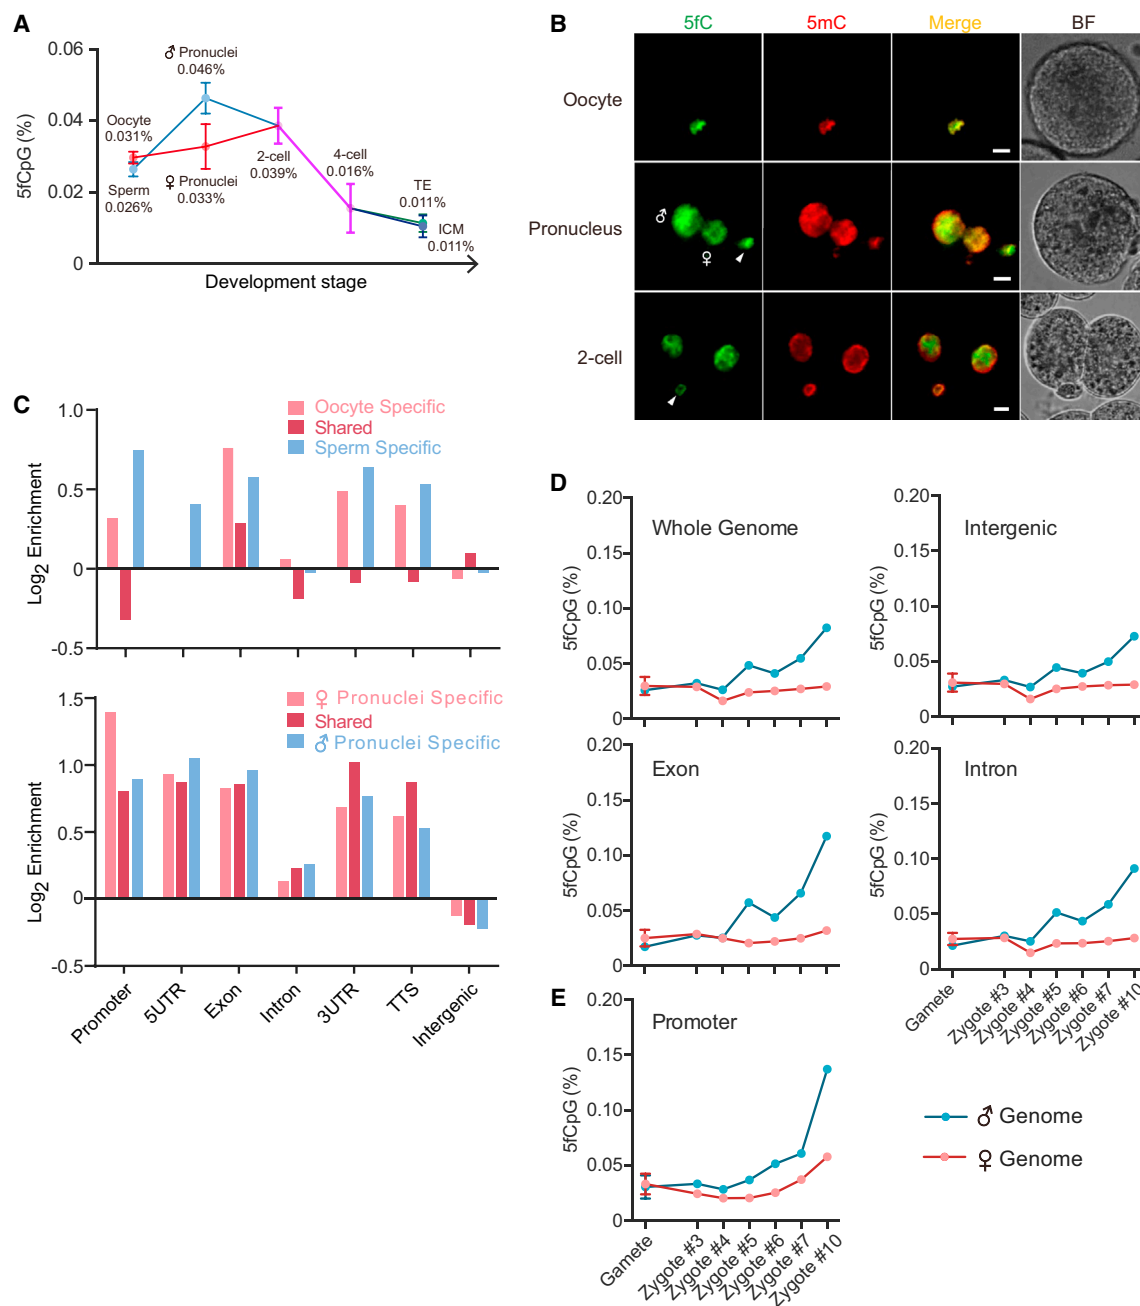 A
0.06
0.04
0.02
0
5fCpG (%)
♂ Pronuclei
0.046%
Oocyte
0.031%
Sperm
0.026%
♀ Pronuclei
0.033%
2-cell
0.039%
4-cell
0.016%
TE
0.011%
ICM
0.011%
Development stage
B
5fC
5mC
Merge
BF
Oocyte
Pronucleus
2-cell
♂
♀
C
1.0
0.5
0
-0.5
Log2 Enrichment
Oocyte Specific
Shared
Sperm Specific
1.5
1.0
0.5
0
-0.5
Log2 Enrichment
♀ Pronuclei Specific
Shared
♂ Pronuclei Specific
Promoter
5UTR
Exon
Intron
3UTR
TTS
Intergenic
D
0.20
0.15
0.10
0.05
0
5fCpG (%)
Whole Genome
0.20
0.15
0.10
0.05
0
5fCpG (%)
Intergenic
0.20
0.15
0.10
0.05
0
5fCpG (%)
Exon
0.20
0.15
0.10
0.05
0
5fCpG (%)
Intron
Gamete
Zygote #3
Zygote #4
Zygote #5
Zygote #6
Zygote #7
Zygote #10
E
0.20
0.15
0.10
0.05
0
5fCpG (%)
Promoter
Gamete
Zygote #3
Zygote #4
Zygote #5
Zygote #6
Zygote #7
Zygote #10
♂ Genome
♀ Genome